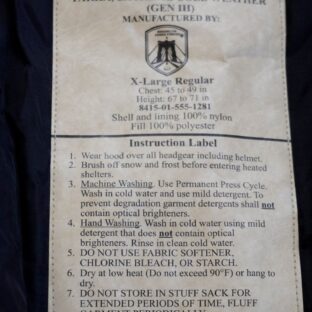 (GEN III)
MANUFACTURED BY:
X-Large Regular
Chest: 45 to 49 in
Height: 67 to 71 in
8415-01-555-1281
Shell and lining 100% nylon
Fill 100% polyester
Instruction Label
1. Wear hood over all headgear including helmet.
2. Brush off snow and frost before entering heated
shelters.
3. Machine Washing. Use Permanent Press Cycle.
Wash in cold water and use mild detergent. To
prevent degradation garment detergents shall not
contain optical brighteners.
4. Hand Washing. Wash in cold water using mild
detergent that does not contain optical
brighteners. Rinse in clean cold water.
5. DO NOT USE FABRIC SOFTENER,
CHLORINE BLEACH, OR STARCH.
6. Dry at low heat (Do not exceed 90°F) or hang to
dry.
7. DO NOT STORE IN STUFF SACK FOR
EXTENDED PERIODS OF TIME, FLUFF
GARMENT PERIODICALLY